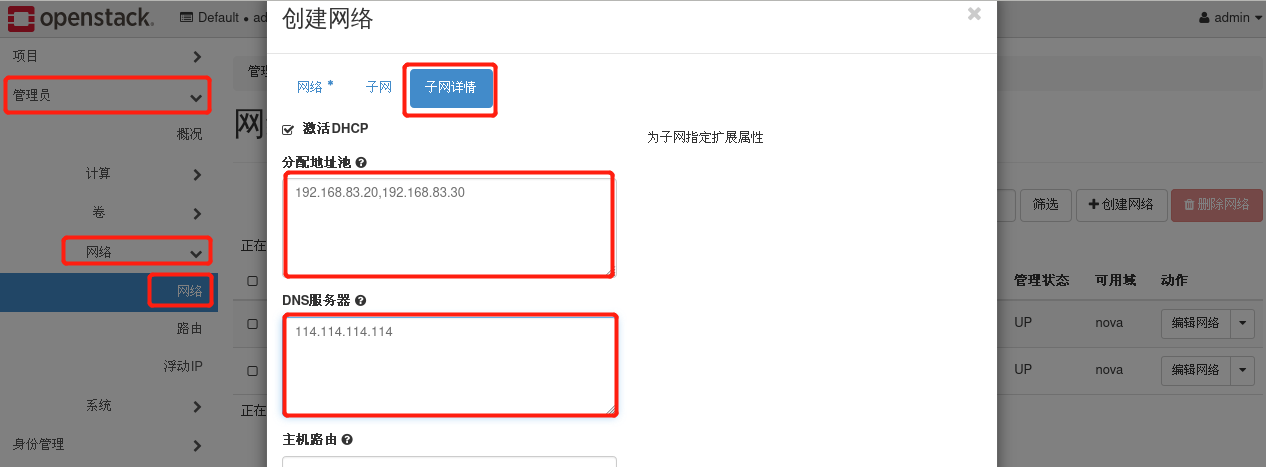 openstack.
Default • ad
admin
项目
管理员
概况
计算
卷
网络
网络
路由
浮动IP
系统
身份管理
管理
网
正在
正在
创建网络
×
网络 *
子网
子网详情
激活DHCP
为子网指定扩展属性
分配地址池
192.168.83.20,192.168.83.30
DNS服务器
114.114.114.114
主机路由
筛选
创建网络
删除网络
管理状态
可用域
动作
UP
nova
编辑网络
UP
nova
编辑网络